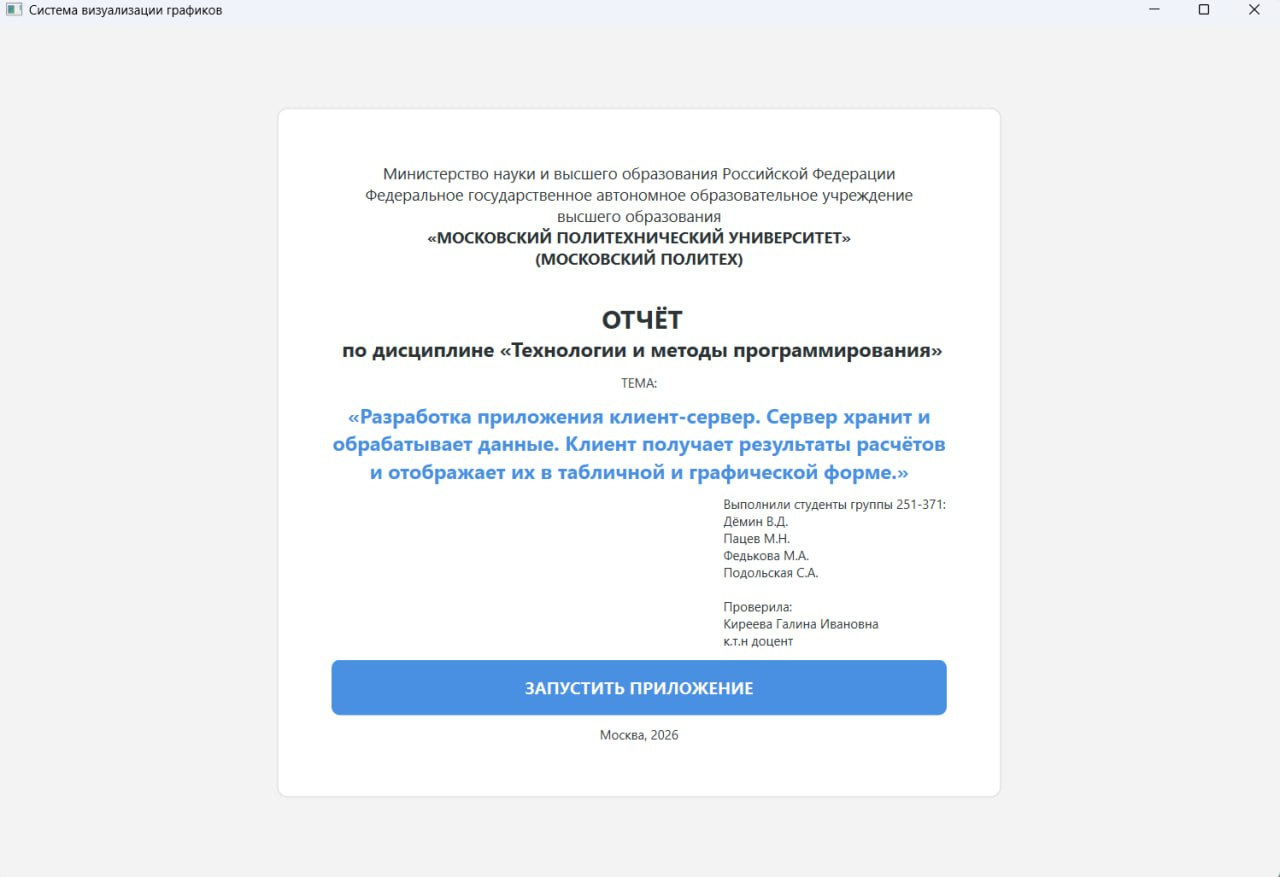 Система визуализации графиков
Министерство науки и высшего образования Российской Федерации
Федеральное государственное автономное образовательное учреждение
высшего образования
«МОСКОВСКИЙ ПОЛИТЕХНИЧЕСКИЙ УНИВЕРСИТЕТ»
(МОСКОВСКИЙ ПОЛИТЕХ)
ОТЧЁТ
по дисциплине «Технологии и методы программирования»
ТЕМА:
«Разработка приложения клиент-сервер. Сервер хранит и
обрабатывает данные. Клиент получает результаты расчётов
и отображает их в табличной и графической форме.»
Выполнили студенты группы 251-371:
Дёмин В.Д.
Пацев М.Н.
Федькова М.А.
Подольская С.А.
Проверила:
Киреева Галина Ивановна
к.т.н доцент
ЗАПУСТИТЬ ПРИЛОЖЕНИЕ
Москва, 2026